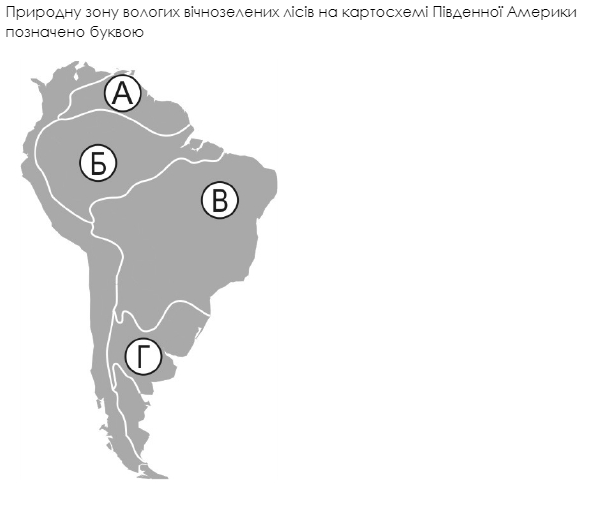 Природну зону вологих вічнозелених лісів на картосхемі Південної Америки
позначено буквою
А
Б
В
Г